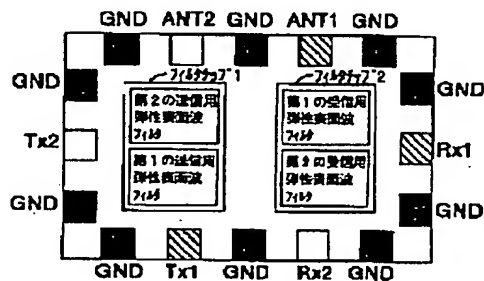 GND ANT2 GND ANT1 GND
フィルタチップ1
フィルタチップ2
GND
GND
第2の送信用
弾性表面波
フィルタ
第1の受信用
弾性表面波
フィルタ
Tx2
Rx1
第1の送信用
弾性表面波
フィルタ
第2の受信用
弾性表面波
フィルタ
GND
GND
GND Tx1 GND Rx2 GND